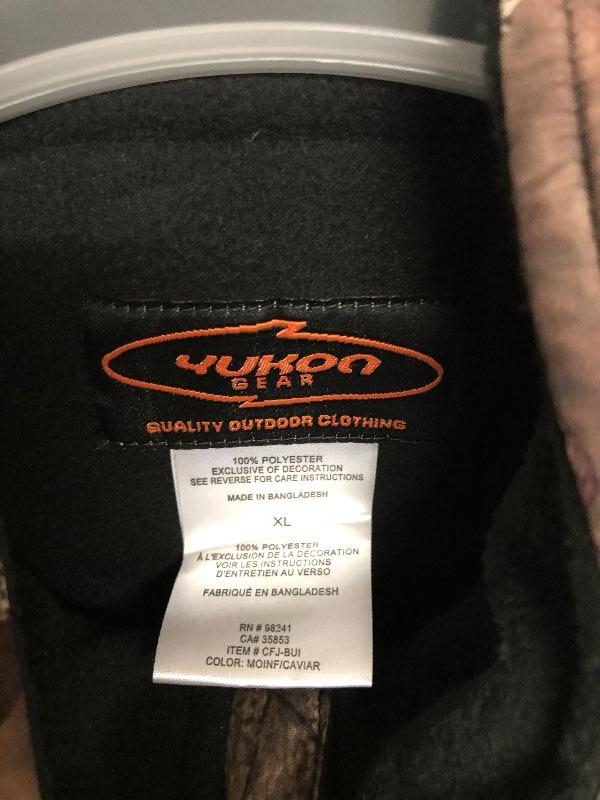 YUKON
GEAR
QUALITY OUTDOOR CLOTHING
100% POLYESTER
EXCLUSIVE OF DECORATION
SEE REVERSE FOR CARE INSTRUCTIONS
MADE IN BANGLADESH
XL
100% POLYESTER
À L'EXCLUSION DE LA DÉCORATION
VOIR LES INSTRUCTIONS
D'ENTRETIEN AU VERSO
FABRIQUÉ EN BANGLADESH
RN # 98241
CA# 35853
ITEM # CFJ-BUI
COLOR: MOINF/CAVIAR